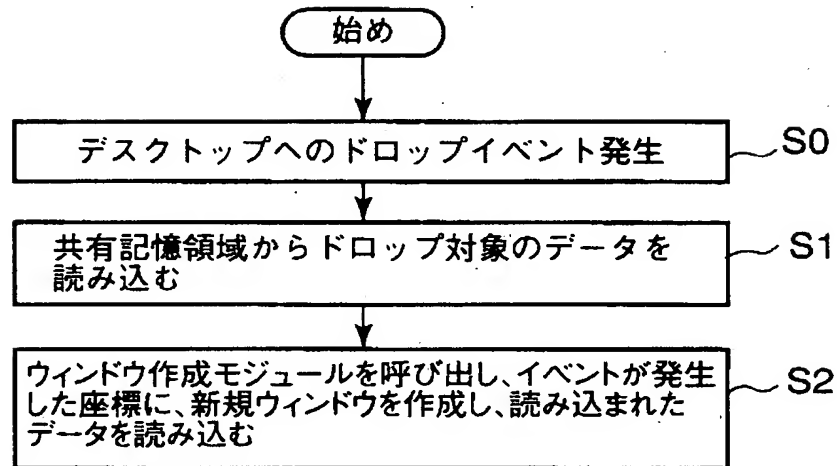 始め
デスクトップへのドロップイベント発生
S0
共有記憶領域からドロップ対象のデータを
読み込む
S1
ウィンドウ作成モジュールを呼び出し、イベントが発生
した座標に、新規ウィンドウを作成し、読み込まれた
データを読み込む
S2